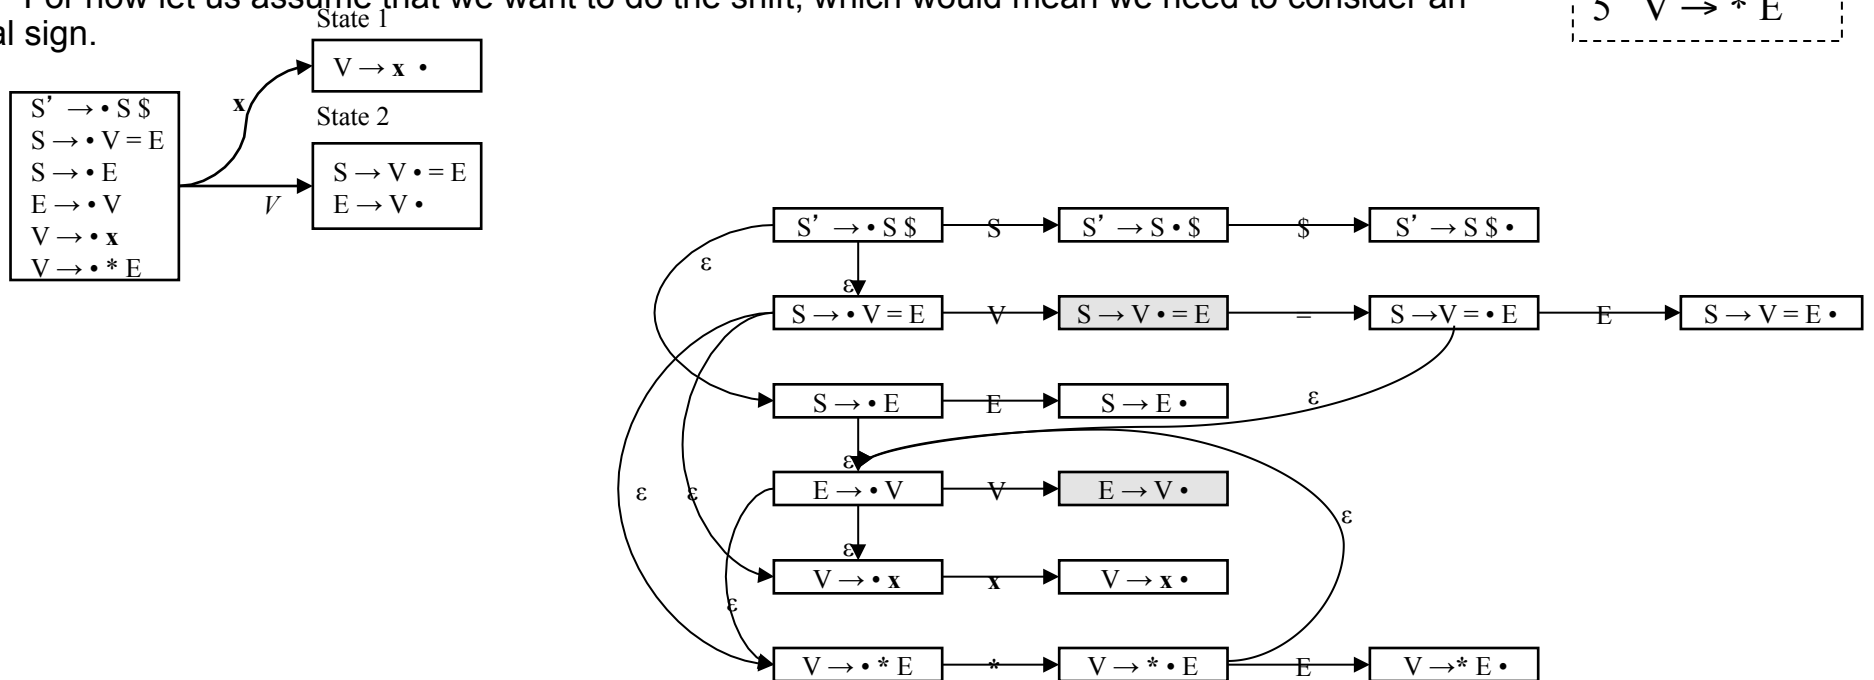 For now let us assume that we want to do the shift, which would mean we need to consider an
al sign.
5 V → * E
State 1
V → x •
x
State 2
S → V • = E
E → V •
V
S’ → • S $
S → • V = E
S → • E
E → • V
V → • x
V → • * E
S’ → • S $ S S’ → S • $ $ S’ → S $ •
ε
ε
S → • V = E V S → V • = E = S →V = • E E S → V = E •
S → • E E S → E •
ε
ε
E → • V V E → V •
ε ε
ε
ε
V → • x x V → x •
ε
V → • * E * V → * • E E V →* E •